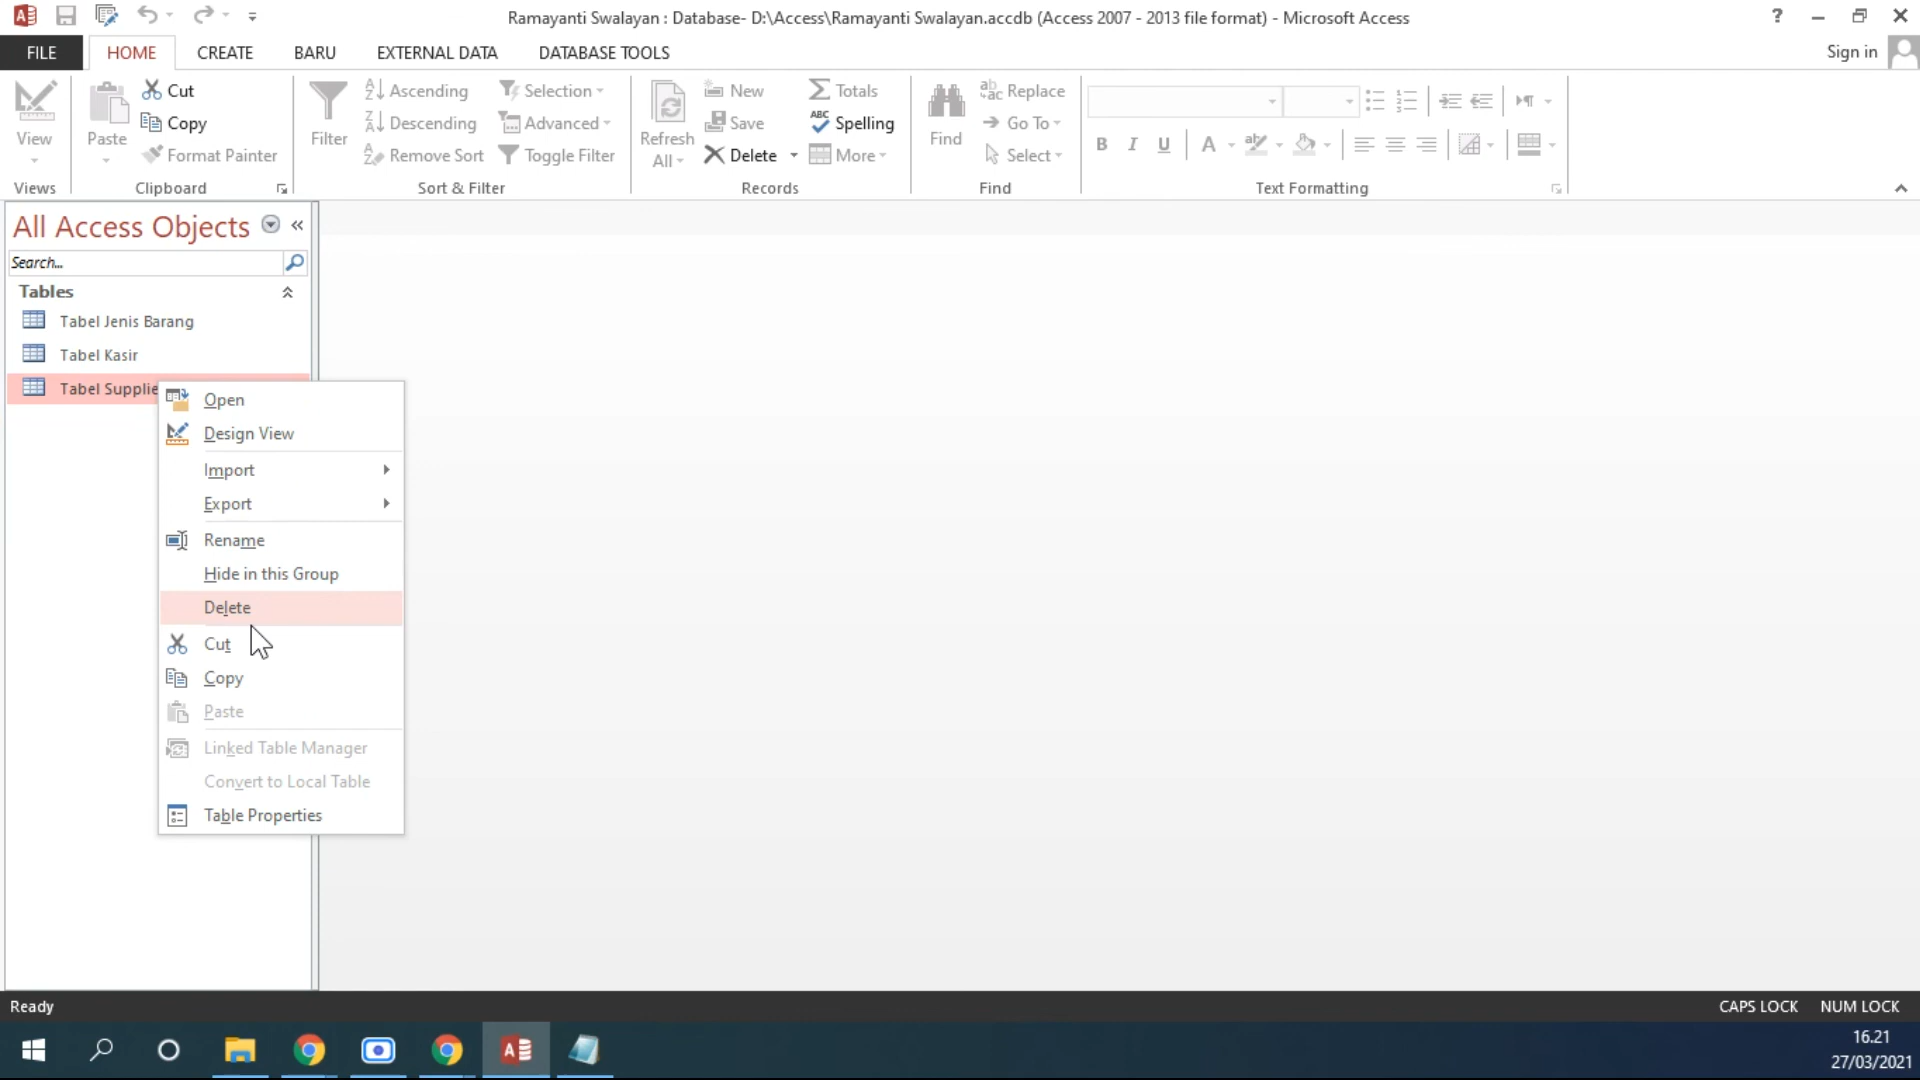 Ramayanti Swalayan : Database- D:\Access\Ramayanti Swalayan.accdb (Access 2007 - 2013 file format) - Microsoft Access
?
FILE
HOME
CREATE
BARU
EXTERNAL DATA
DATABASE TOOLS
Sign in
View
Views
Paste
Cut
Copy
Format Painter
Clipboard
Filter
Ascending
Descending
Remove Sort
Selection
Advanced
Toggle Filter
Sort & Filter
Refresh
All
New
Save
Delete
Totals
Spelling
More
Records
Find
Replace
Go To
Select
Find
B I U A
Text Formatting
All Access Objects
Search...
Tables
Tabel Jenis Barang
Tabel Kasir
Tabel Supplie
Open
Design View
Import
Export
Rename
Hide in this Group
Delete
Cut
Copy
Paste
Linked Table Manager
Convert to Local Table
Table Properties
Ready
CAPS LOCK
NUM LOCK
16.21
27/03/2021